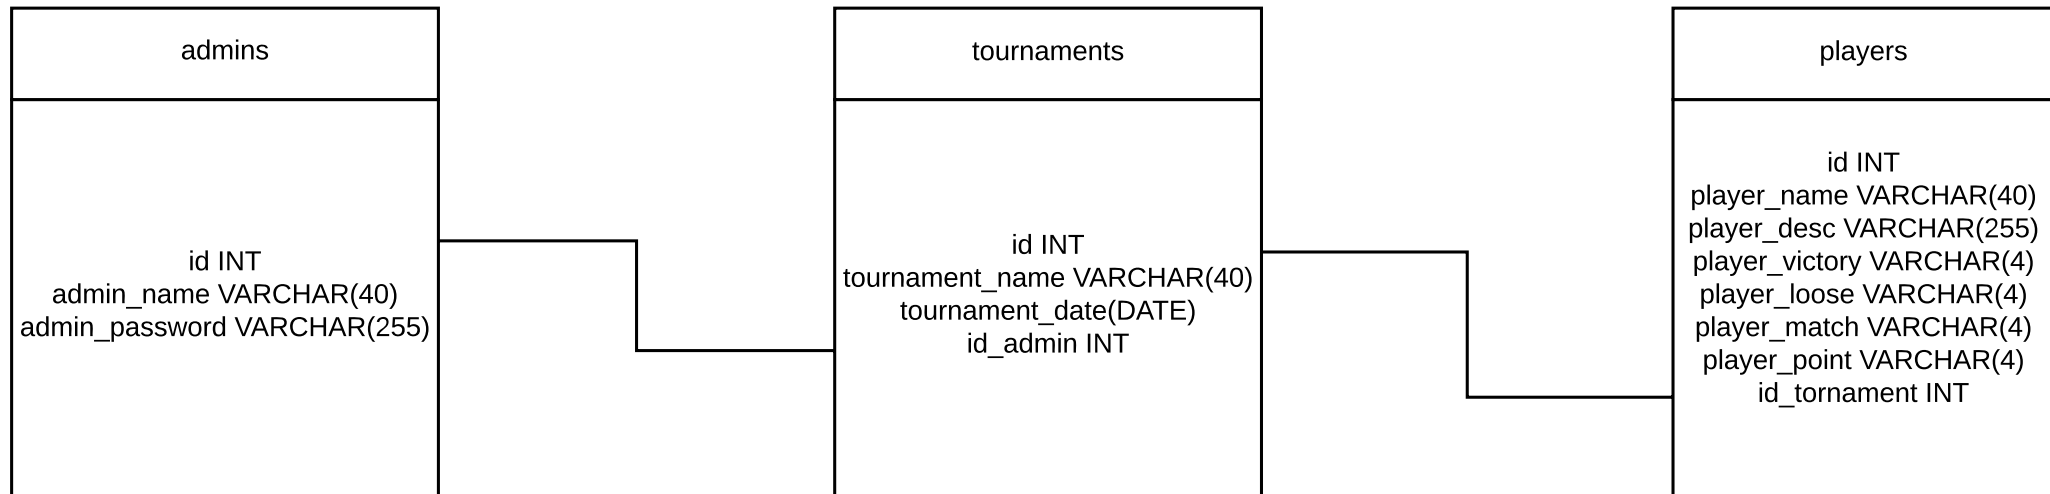 admins
id INT
admin_name VARCHAR(40)
admin_password VARCHAR(255)
tournaments
id INT
tournament_name VARCHAR(40)
tournament_date(DATE)
id_admin INT
players
id INT
player_name VARCHAR(40)
player_desc VARCHAR(255)
player_victory VARCHAR(4)
player_loose VARCHAR(4)
player_match VARCHAR(4)
player_point VARCHAR(4)
id_tornament INT